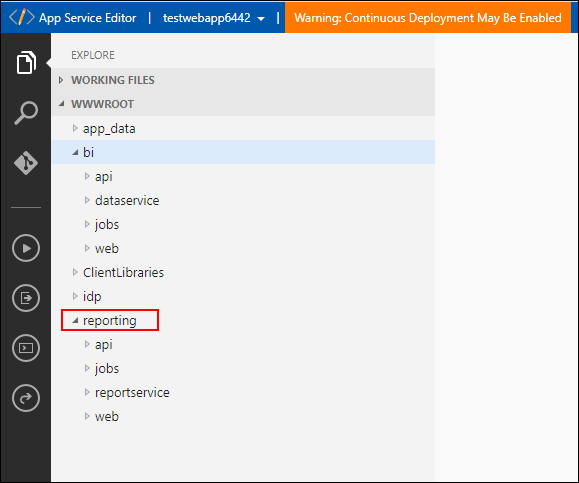 App Service Editor | testwebapp6442 Warning: Continuous Deployment May Be Enabled
EXPLORE
WORKING FILES
WWWROOT
app_data
bi
api
dataservice
jobs
web
ClientLibraries
idp
reporting
api
jobs
reportservice
web